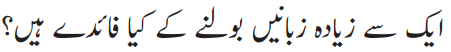 ایک سے زیادہ زبانیں بولنے کے کیا فائدے ہیں؟